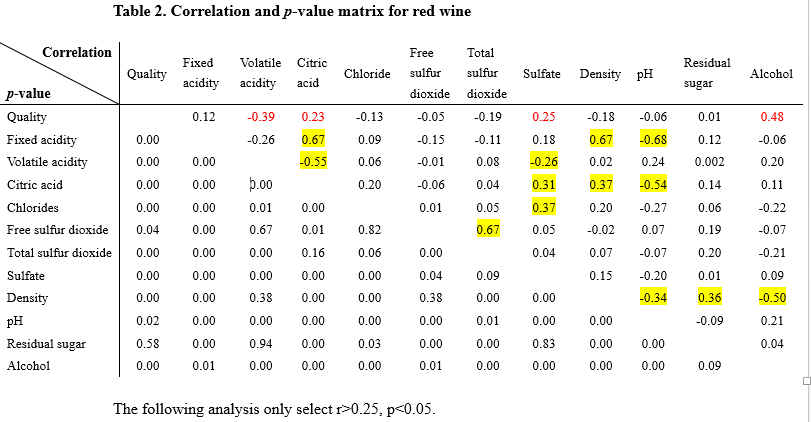 Table 2. Correlation and p-value matrix for red wine
Correlation
p-value
Quality Fixed acidity Volatile acidity Citric acid Chloride Free sulfur dioxide Total sulfur dioxide Sulfate Density pH Residual sugar Alcohol
Quality 0.12 -0.39 0.23 -0.13 -0.05 -0.19 0.25 -0.18 -0.06 0.01 0.48
Fixed acidity 0.00 -0.26 0.67 0.09 -0.15 -0.11 0.18 0.67 -0.68 0.12 -0.06
Volatile acidity 0.00 0.00 -0.55 0.06 -0.01 0.08 -0.26 0.02 0.24 0.002 0.20
Citric acid 0.00 0.00 0.00 0.20 -0.06 0.04 0.31 0.37 -0.54 0.14 0.11
Chlorides 0.00 0.00 0.01 0.00 0.01 0.05 0.37 0.20 -0.27 0.06 -0.22
Free sulfur dioxide 0.04 0.00 0.67 0.01 0.82 0.67 0.05 -0.02 0.07 0.19 -0.07
Total sulfur dioxide 0.00 0.00 0.00 0.16 0.06 0.00 0.04 0.07 -0.07 0.20 -0.21
Sulfate 0.00 0.00 0.00 0.00 0.00 0.04 0.09 0.15 -0.20 0.01 0.09
Density 0.00 0.00 0.38 0.00 0.00 0.38 0.00 0.00 -0.34 0.36 -0.50
pH 0.02 0.00 0.00 0.00 0.00 0.00 0.01 0.00 0.00 -0.09 0.21
Residual sugar 0.58 0.00 0.94 0.00 0.03 0.00 0.00 0.83 0.00 0.00 0.04
Alcohol 0.00 0.01 0.00 0.00 0.00 0.01 0.00 0.00 0.00 0.00 0.09
The following analysis only select r>0.25, p<0.05.